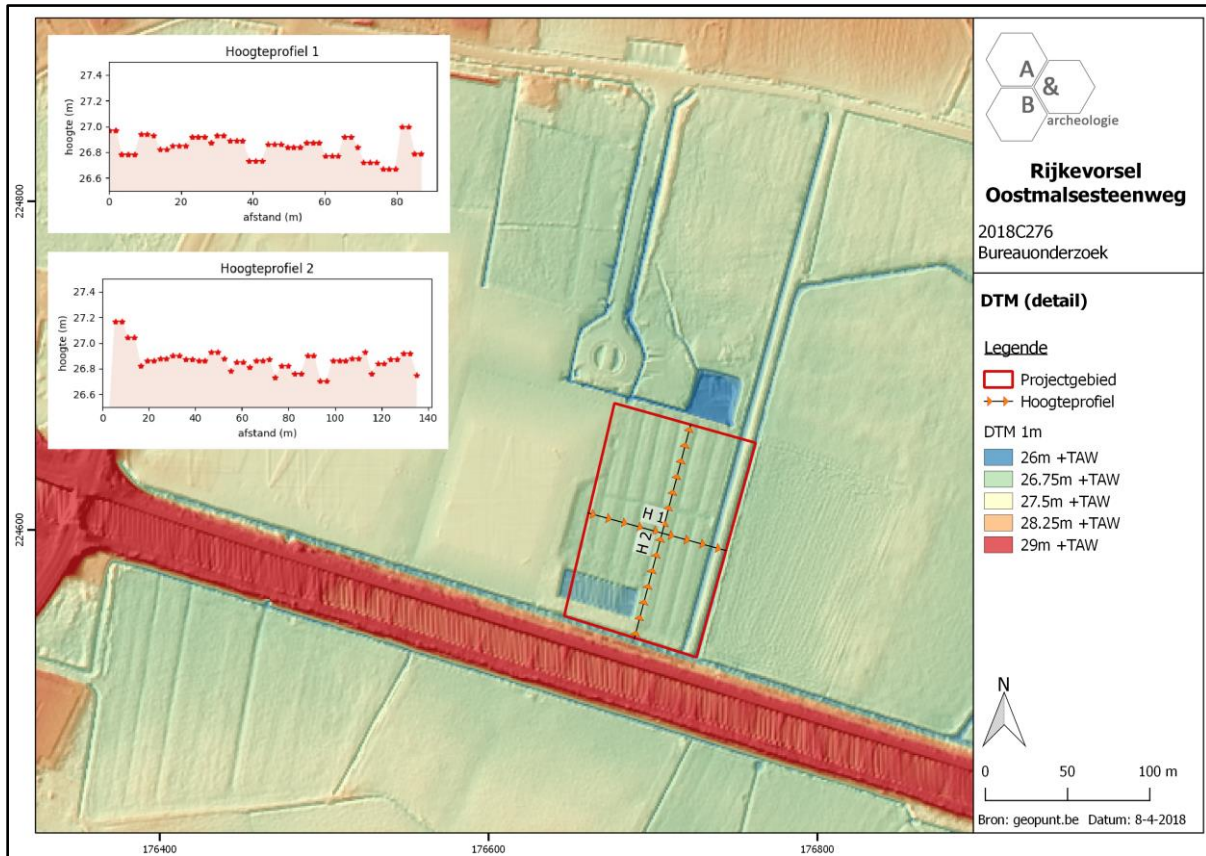 Hoogteprofiel 1
27.4
27.2
27.0
26.8
26.6
hoogte (m)
0 20 40 60 80
afstand (m)
Hoogteprofiel 2
27.4
27.2
27.0
26.8
26.6
hoogte (m)
0 20 40 60 80 100 120 140
afstand (m)
224800
224600
176400 176600 176800
H 1
H 2
A
&
B
archeologie
Rijkevorsel
Oostmalsesteenweg
2018C276
Bureauonderzoek
DTM (detail)
Legende
Projectgebied
Hoogteprofiel
DTM 1m
26m +TAW
26.75m +TAW
27.5m +TAW
28.25m +TAW
29m +TAW
N
0 50 100 m
Bron: geopunt.be Datum: 8-4-2018